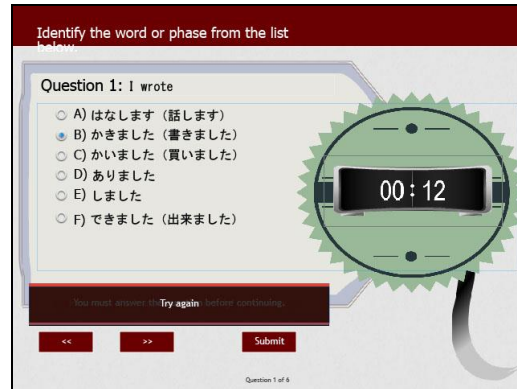 Identify the word or phase from the list
below.
Question 1: I wrote
A) はなします（話します）
B) かきました（書きました）
C) かいました（買いました）
D) ありました
E) しました
F) できました（出来ました）
00:12
You must answer the before continuing.
Try again
<<
>>
Submit
Question 1 of 6